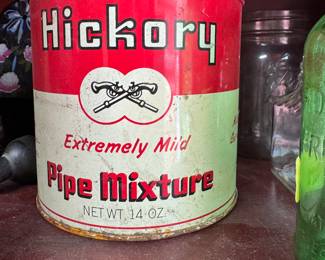 Hickory
Extremely Mild
Pipe Mixture
NET WT. 14 OZ.